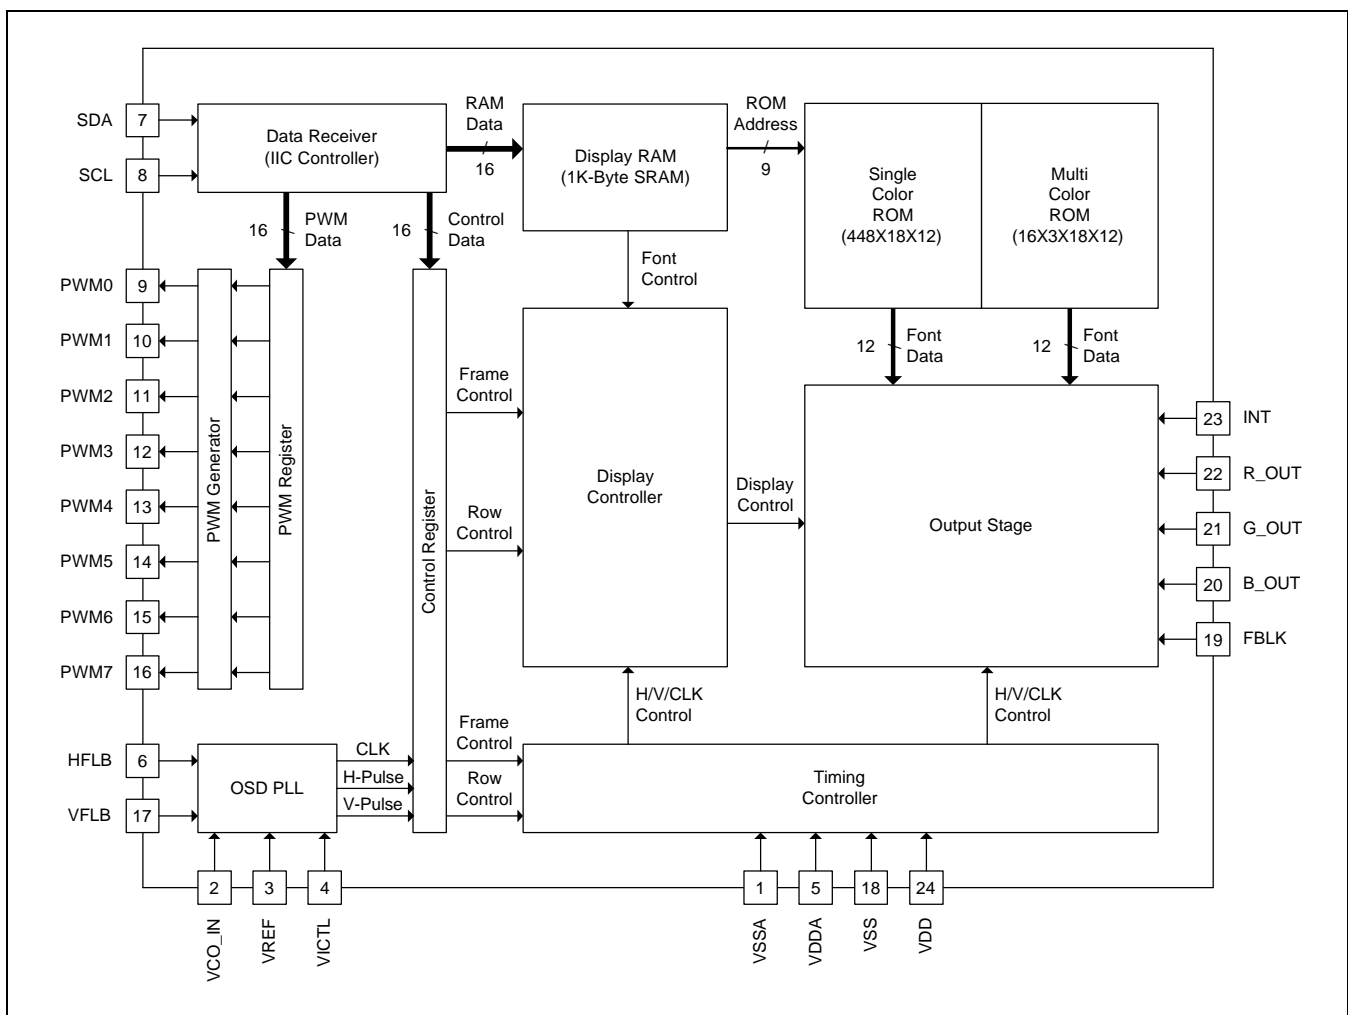 SDA
7
SCL
8
Data Receiver
(IIC Controller)
RAM
Data
16
Display RAM
(1K-Byte SRAM)
ROM
Address
9
Single
Color
ROM
(448X18X12)
Multi
Color
ROM
(16X3X18X12)
16
PWM
Data
16
Control
Data
Font
Control
12
Font
Data
12
Font
Data
PWM0
9
PWM1
10
PWM2
11
PWM3
12
PWM4
13
PWM5
14
PWM6
15
PWM7
16
PWM Generator
PWM Register
Control Register
Frame
Control
Row
Control
Display
Controller
Display
Control
Output Stage
23
INT
22
R_OUT
21
G_OUT
20
B_OUT
19
FBLK
H/V/CLK
Control
H/V/CLK
Control
HFLB
6
VFLB
17
OSD PLL
CLK
H-Pulse
V-Pulse
Frame
Control
Row
Control
Timing
Controller
2
3
4
1
5
18
24
VCO_IN
VREF
VICTL
VSSA
VDDA
VSS
VDD